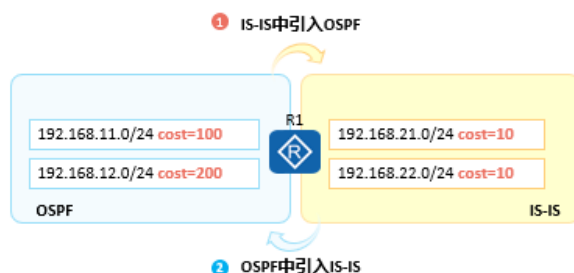 1 IS-IS中引入OSPF
R1
192.168.11.0/24 cost=100
192.168.21.0/24 cost=10
R
192.168.12.0/24 cost=200
192.168.22.0/24 cost=10
OSPF
IS-IS
2 OSPF中引入IS-IS